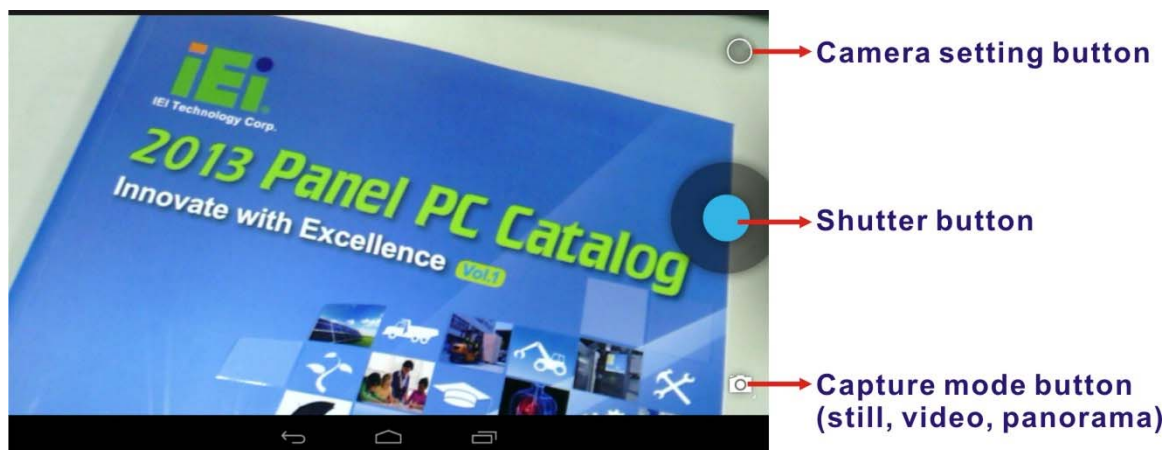 iEi
IEI Technology Corp.
2013 Panel PC Catalog
Innovate with Excellence Vol.1
Camera setting button
Shutter button
Capture mode button
(still, video, panorama)